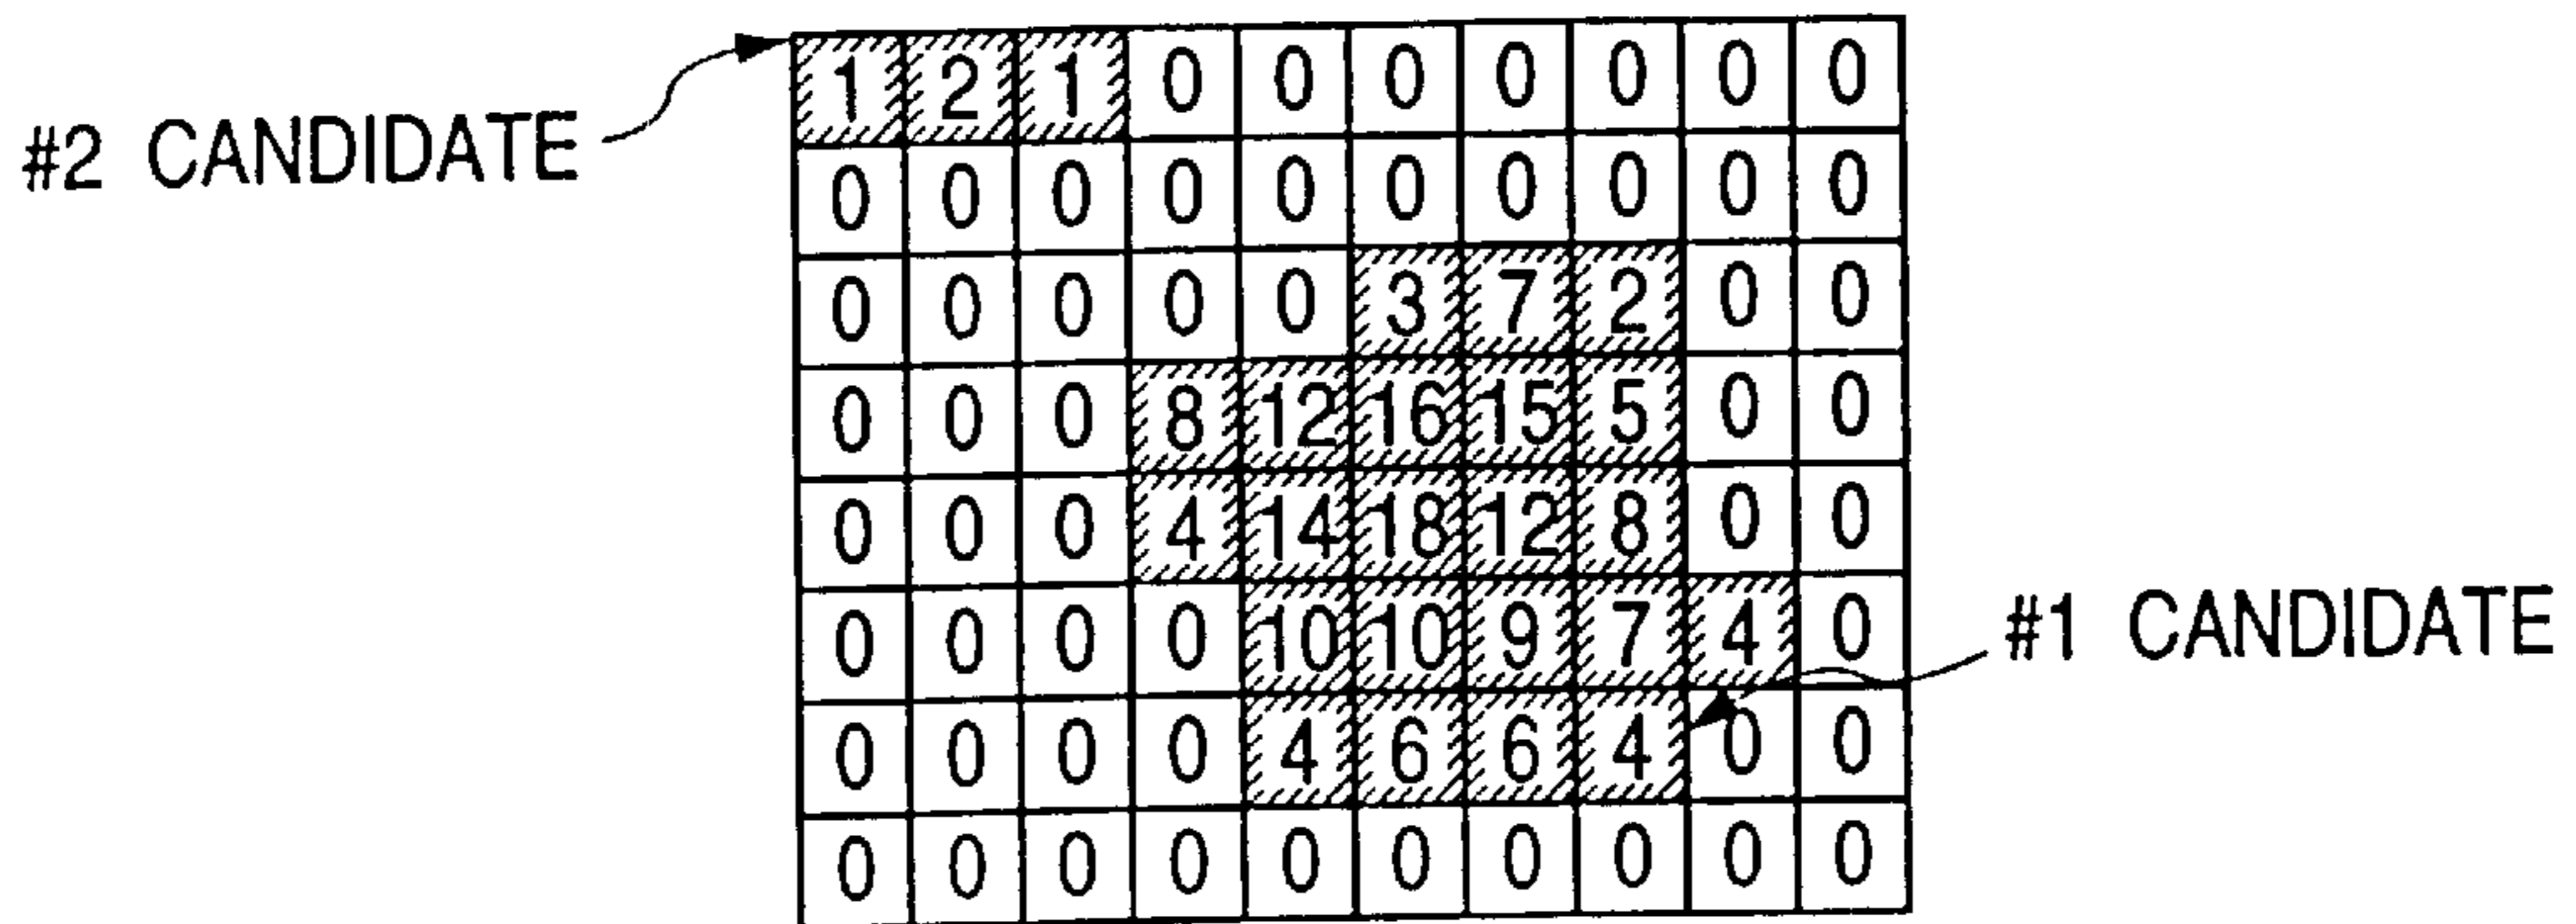 1 2 1 0 0 0 0 0 0 0
#2 CANDIDATE
0 0 0 0 0 0 0 0 0 0
0 0 0 0 0 3 7 2 0 0
0 0 0 8 12 16 15 5 0 0
0 0 0 4 14 18 12 8 0 0
0 0 0 0 10 10 9 7 4 0
#1 CANDIDATE
0 0 0 0 4 6 6 4 0 0
0 0 0 0 0 0 0 0 0 0